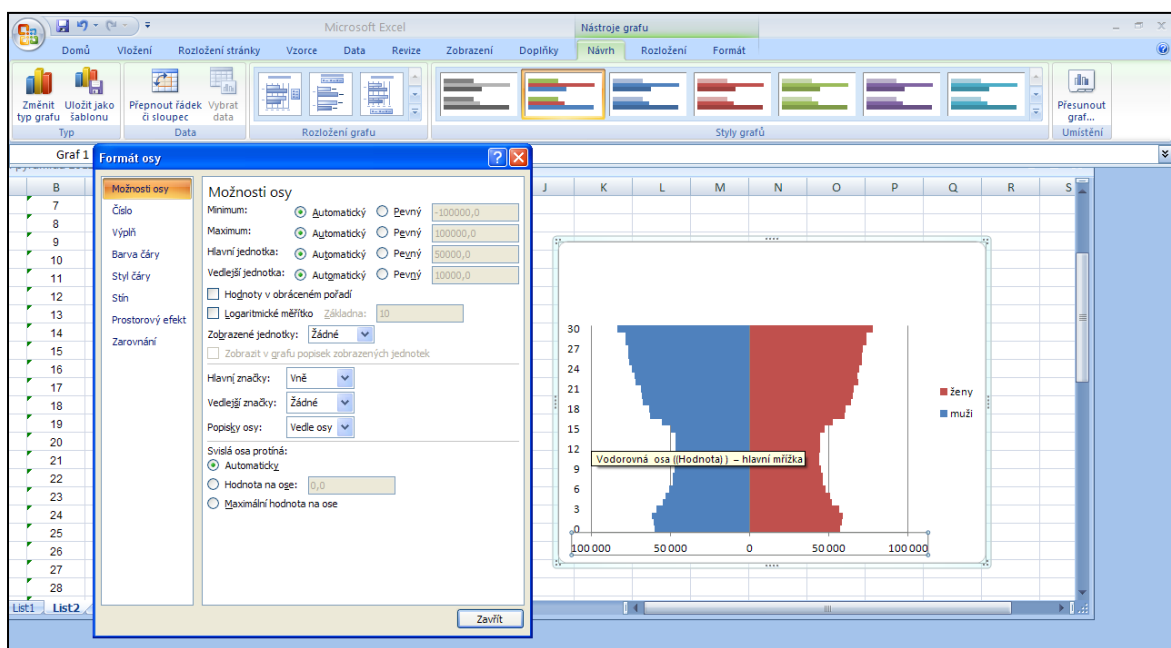 Microsoft Excel
Nástroje grafu
Domů Vložení Rozložení stránky Vzorce Data Revize Zobrazení Doplňky Návrh Rozložení Formát
Změnit typ grafu
Uložit jako šablonu
Přepnout řádek či sloupec
Vybrat data
Přesunout graf...
Typ Data Rozložení grafu Styly grafů Umístění
Graf 1
Formát osy
B J K L M N O P Q R S
7
8
9
10
11
12
13
14
15
16
17
18
19
20
21
22
23
24
25
26
27
28
Možnosti osy
Číslo
Výplň
Barva čáry
Styl čáry
Stín
Prostorový efekt
Zarovnání
Možnosti osy
Minimum: Automatický Pevný -100000,0
Maximum: Automatický Pevný 100000,0
Hlavní jednotka: Automatický Pevný 50000,0
Vedlejší jednotka: Automatický Pevný 10000,0
Hodnoty v obráceném pořadí
Logaritmické měřítko Základna: 10
Zobrazené jednotky: Žádné
Zobrazit v grafu popisek zobrazených jednotek
Hlavní značky: Vně
Vedlejší značky: Žádné
Popisky osy: Vedle osy
Svislá osa protíná:
Automaticky
Hodnota na ose: 0,0
Maximální hodnota na ose
Zavřít
30
27
24
21
18
15
12
9
6
3
0
100 000 50 000 0 50 000 100 000
ženy
muži
Vodorovná osa ((Hodnota) ) – hlavní mřížka
List1 List2